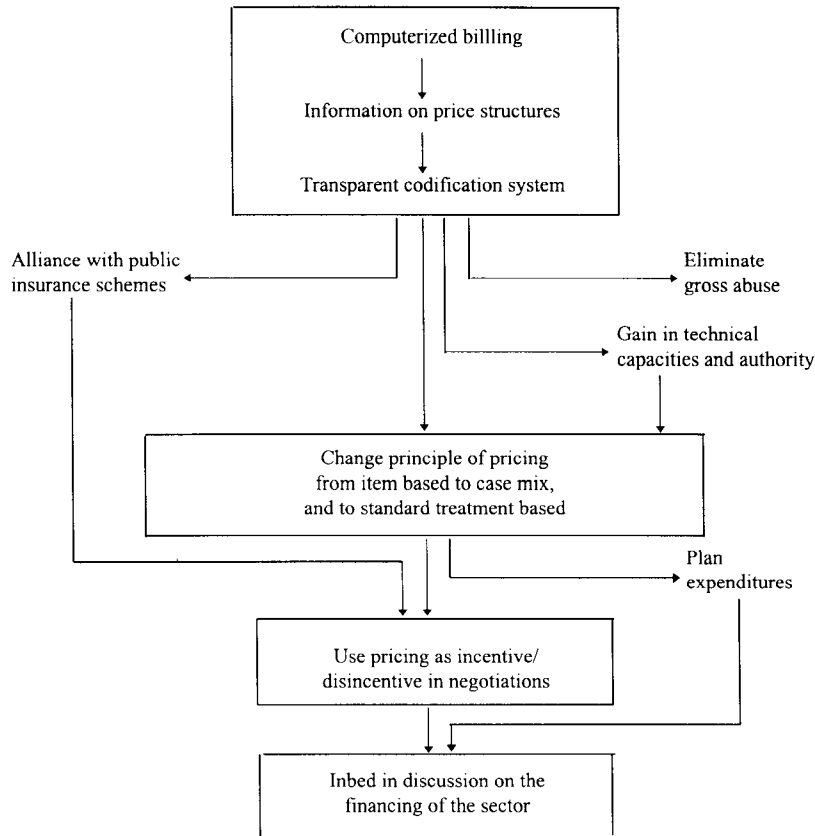 Computerized billling
Information on price structures
Transparent codification system
Alliance with public
insurance schemes
Eliminate
gross abuse
Gain in technical
capacities and authority
Change principle of pricing
from item based to case mix,
and to standard treatment based
Plan
expenditures
Use pricing as incentive/
disincentive in negotiations
Inbed in discussion on the
financing of the sector